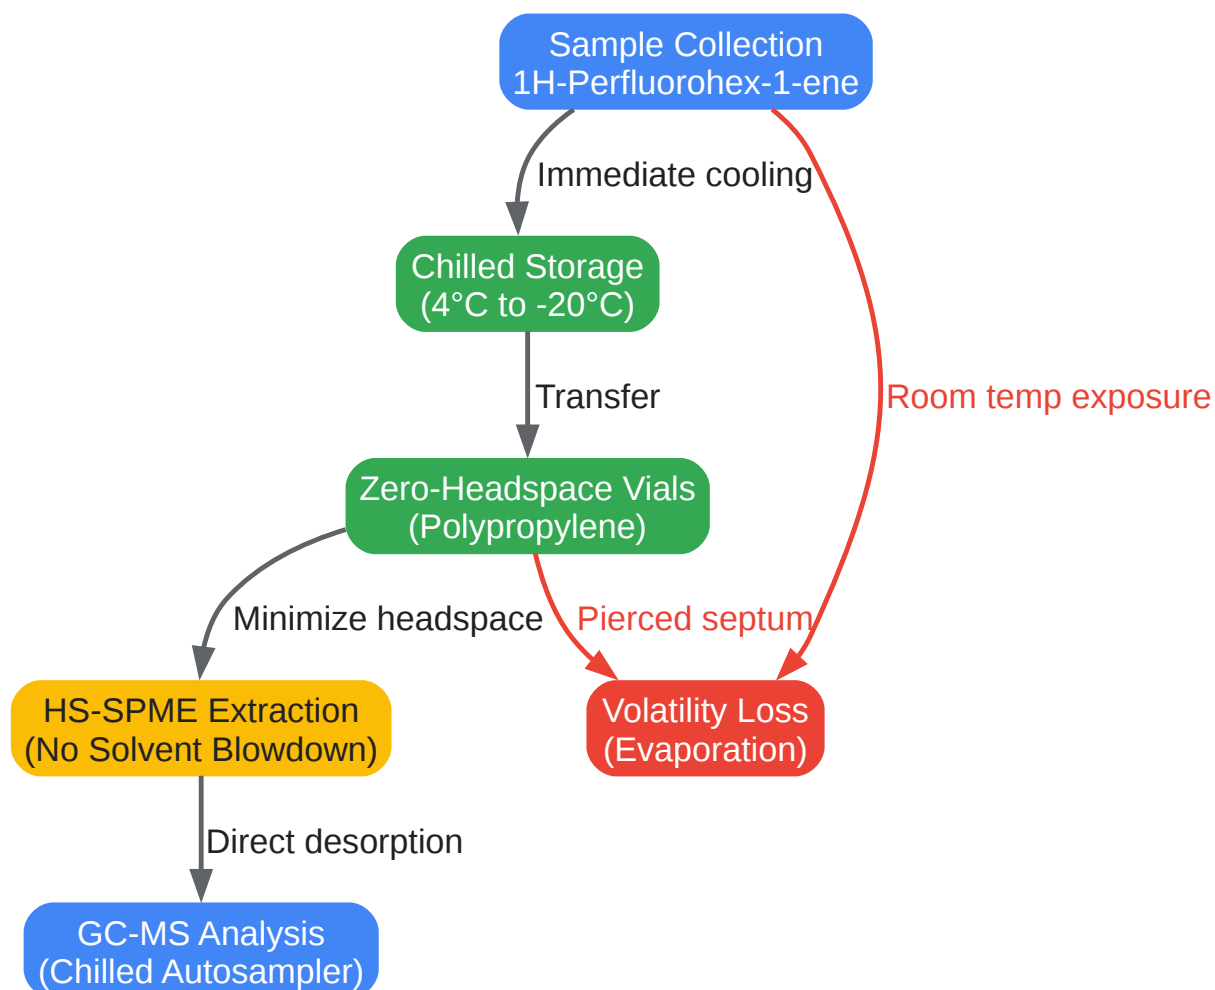 Sample Collection
1H-Perfluorohex-1-ene
Immediate cooling
Chilled Storage
(4°C to -20°C)
Transfer
Room temp exposure
Zero-Headspace Vials
(Polypropylene)
Minimize headspace
Pierced septum
HS-SPME Extraction
(No Solvent Blowdown)
Volatility Loss
(Evaporation)
Direct desorption
GC-MS Analysis
(Chilled Autosampler)